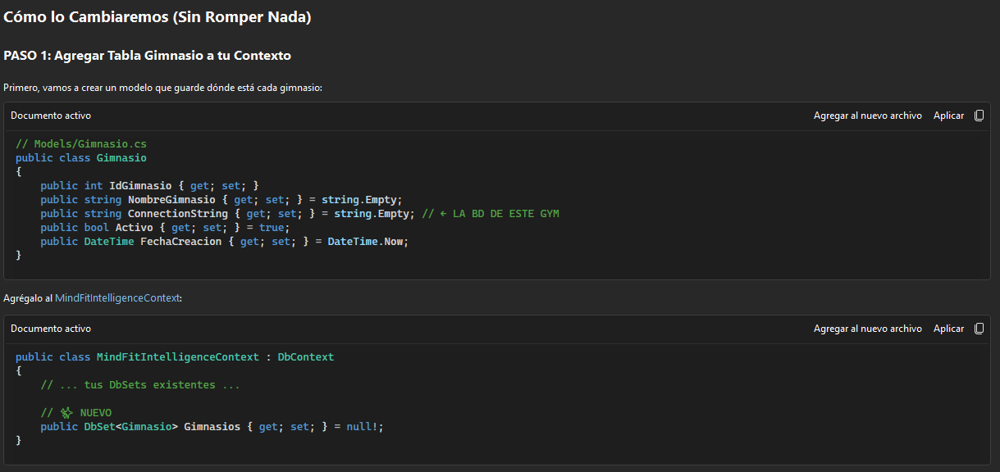 Cómo lo Cambiaremos (Sin Romper Nada)
PASO 1: Agregar Tabla Gimnasio a tu Contexto
Primero, vamos a crear un modelo que guarde dónde está cada gimnasio:
Documento activo Agregar al nuevo archivo Aplicar
// Models/Gimnasio.cs
public class Gimnasio
{
    public int IdGimnasio { get; set; }
    public string NombreGimnasio { get; set; } = string.Empty;
    public string ConnectionString { get; set; } = string.Empty; // ← LA BD DE ESTE GYM
    public bool Activo { get; set; } = true;
    public DateTime FechaCreacion { get; set; } = DateTime.Now;
}
Agrégalo al MindFitIntelligenceContext:
Documento activo Agregar al nuevo archivo Aplicar
public class MindFitIntelligenceContext : DbContext
{
    // ... tus DbSets existentes ...
    // ✨ NUEVO
    public DbSet<Gimnasio> Gimnasios { get; set; } = null!;
}